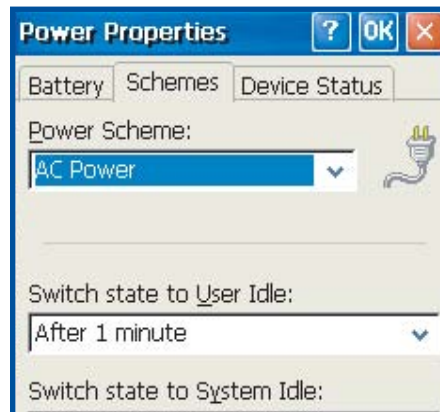 Power Properties ? OK ×
Battery Schemes Device Status
Power Scheme:
AC Power
Switch state to User Idle:
After 1 minute
Switch state to System Idle: